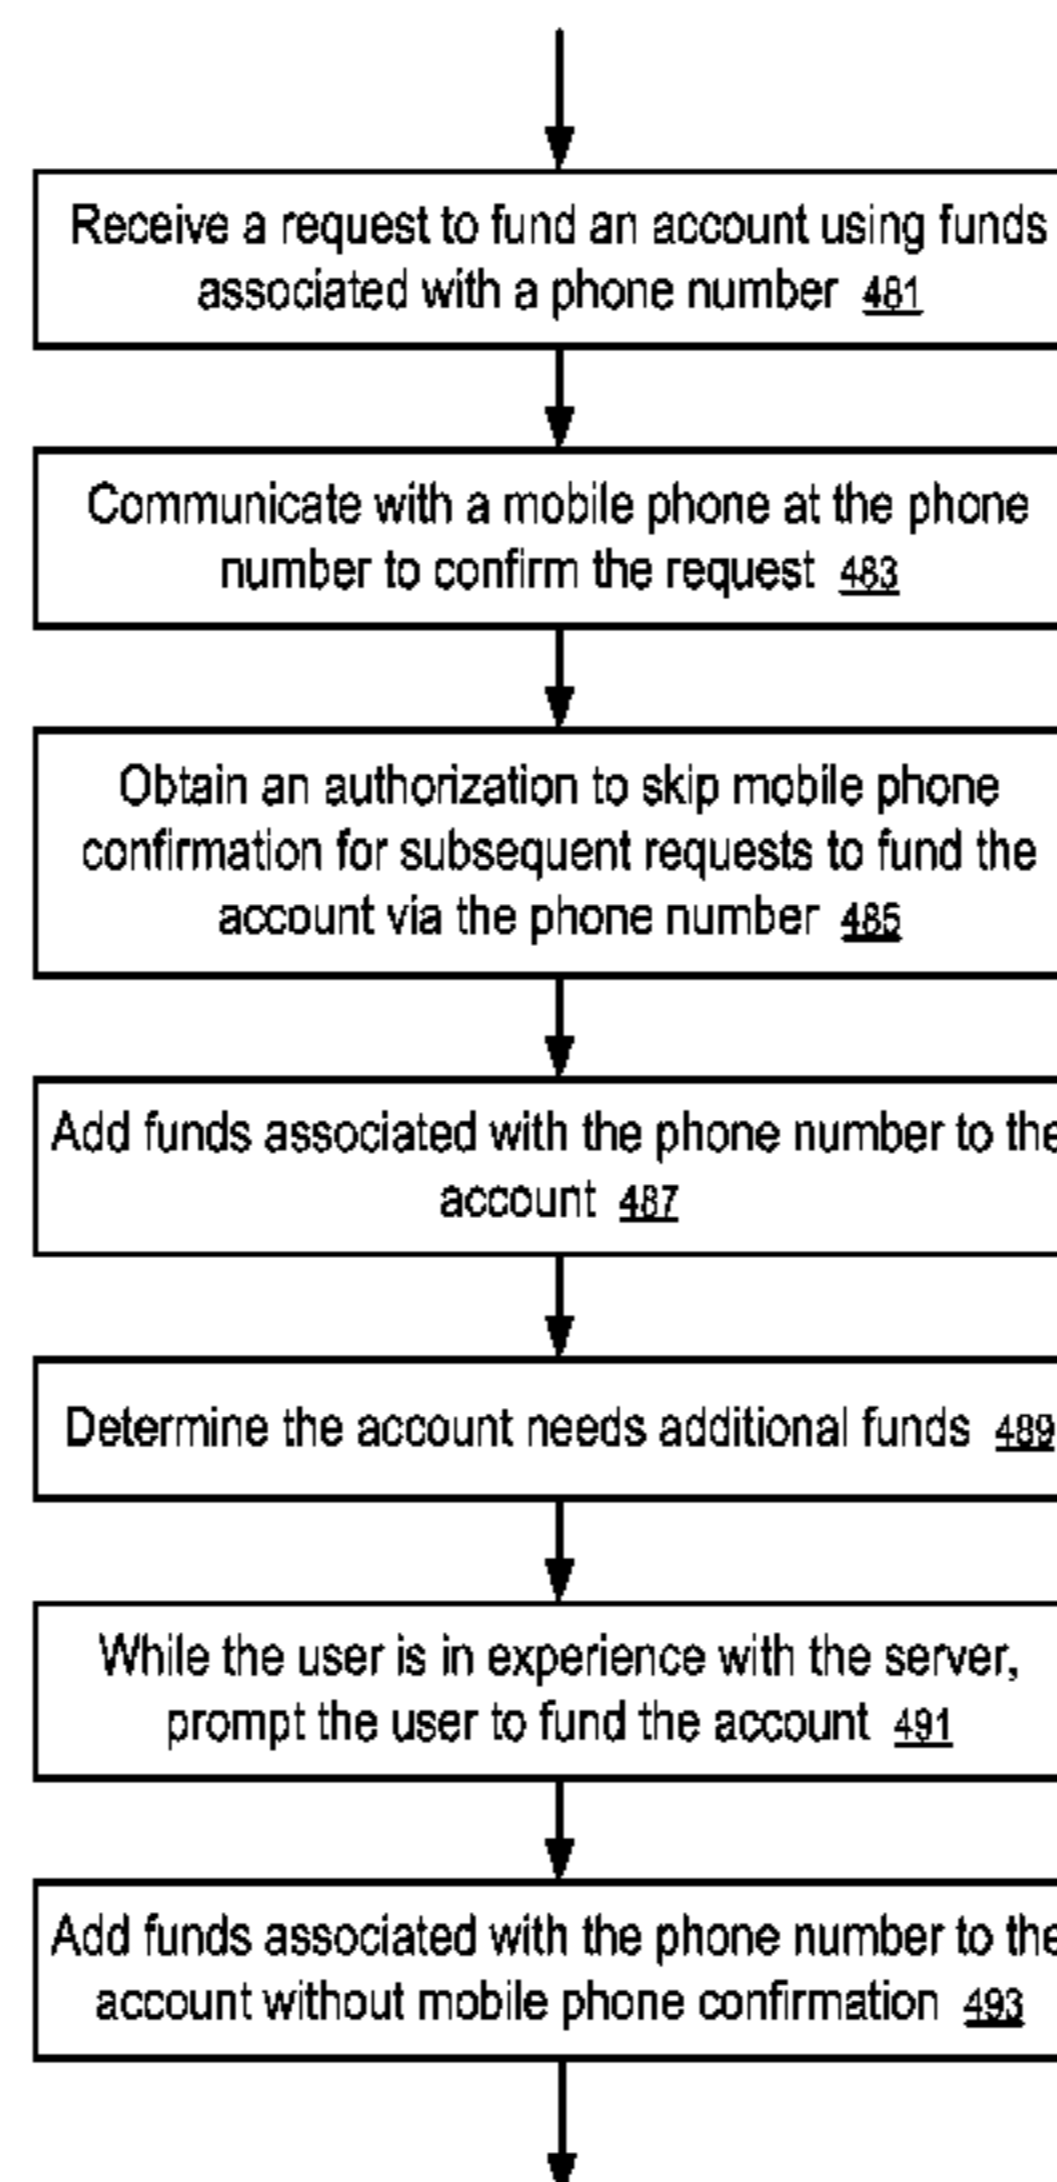 Receive a request to fund an account using funds
associated with a phone number 481
Communicate with a mobile phone at the phone
number to confirm the request 483
Obtain an authorization to skip mobile phone
confirmation for subsequent requests to fund the
account via the phone number 485
Add funds associated with the phone number to the
account 487
Determine the account needs additional funds 489
While the user is in experience with the server,
prompt the user to fund the account 491
Add funds associated with the phone number to the
account without mobile phone confirmation 493